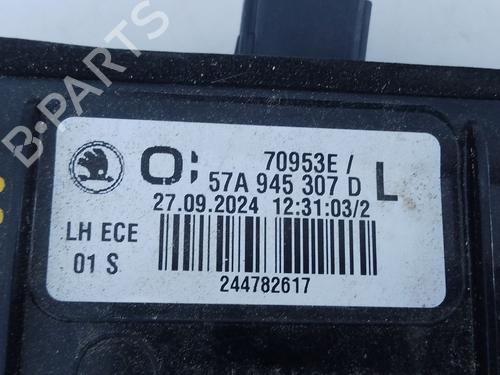 B-PARTS
70953E /
57A 945 307 D L
27.09.2024 12:31:03/2
LH ECE
01 S
244782617